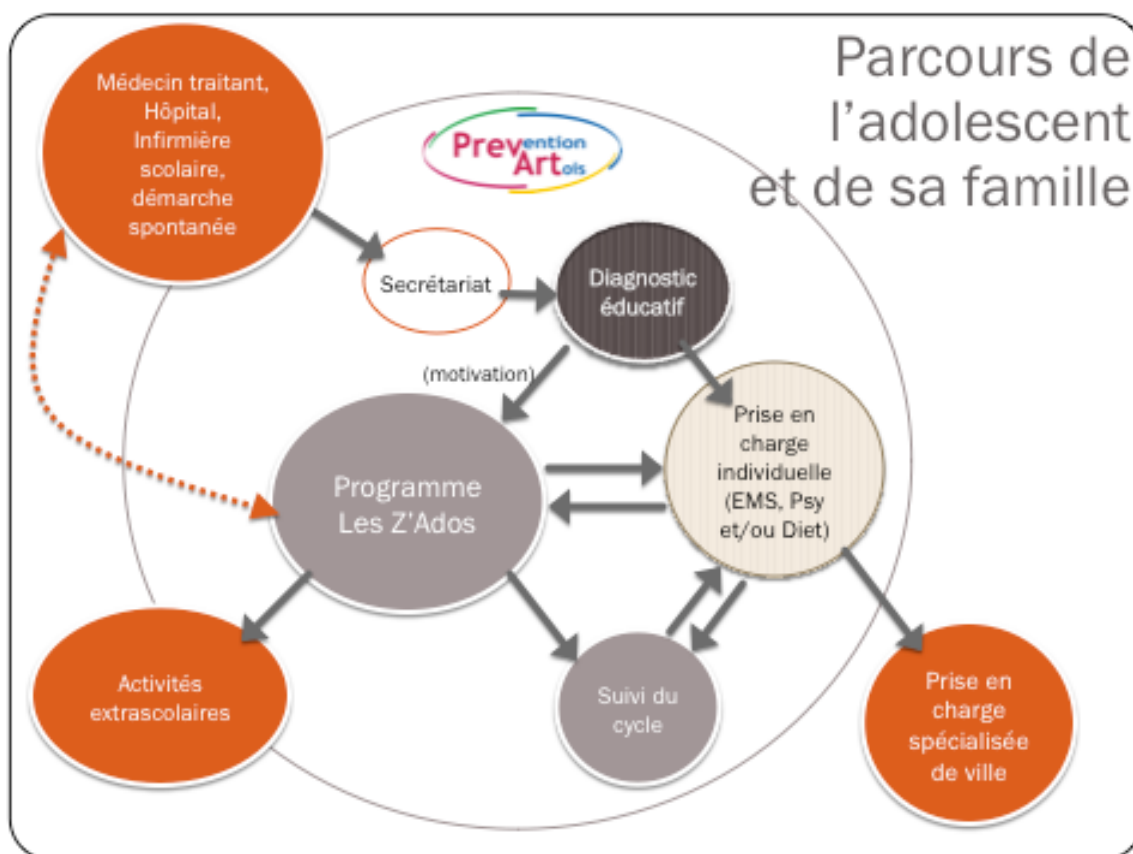 Parcours de
l'adolescent
et de sa famille
Médecin traitant,
Hôpital,
Infirmière
scolaire,
démarche
spontanée
Prevention
Artois
Secrétariat
Diagnostic
éducatif
(motivation)
Programme
Les Z'Ados
Prise en
charge
individuelle
(EMS, Psy
et/ou Diet)
Activités
extrascolaires
Suivi du
cycle
Prise en
charge
spécialisée
de ville